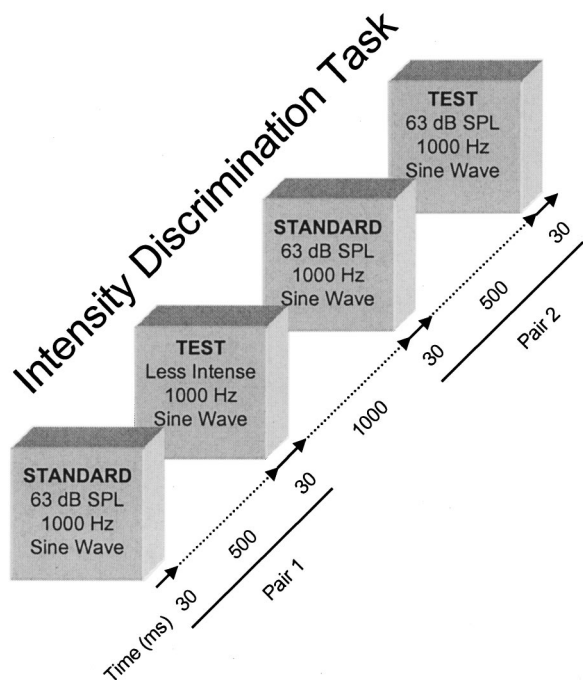 Intensity Discrimination Task
TEST
63 dB SPL
1000 Hz
Sine Wave
STANDARD
63 dB SPL
1000 Hz
Sine Wave
TEST
Less Intense
1000 Hz
Sine Wave
STANDARD
63 dB SPL
1000 Hz
Sine Wave
Time (ms) 30 500 30 1000 30 500 30
Pair 1
Pair 2